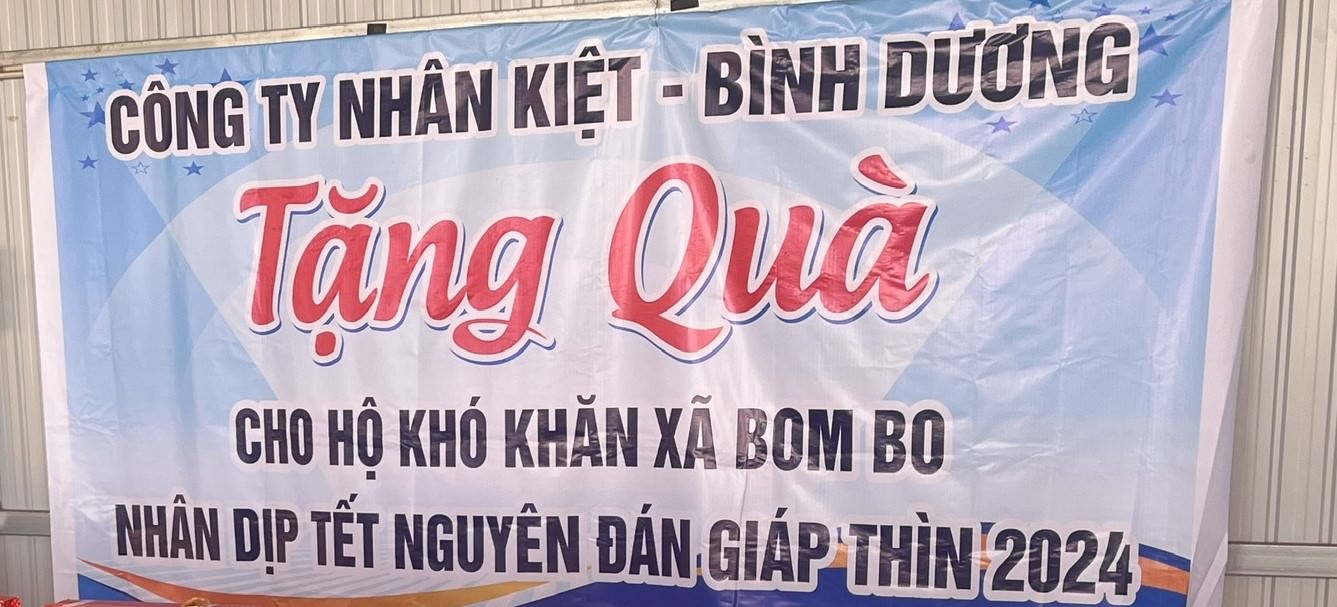 CÔNG TY NHÂN KIỆT - BÌNH DƯƠNG
Tặng Quà
CHO HỘ KHÓ KHĂN XÃ BOM BO
NHÂN DỊP TẾT NGUYÊN ĐÁN GIÁP THÌN 2024